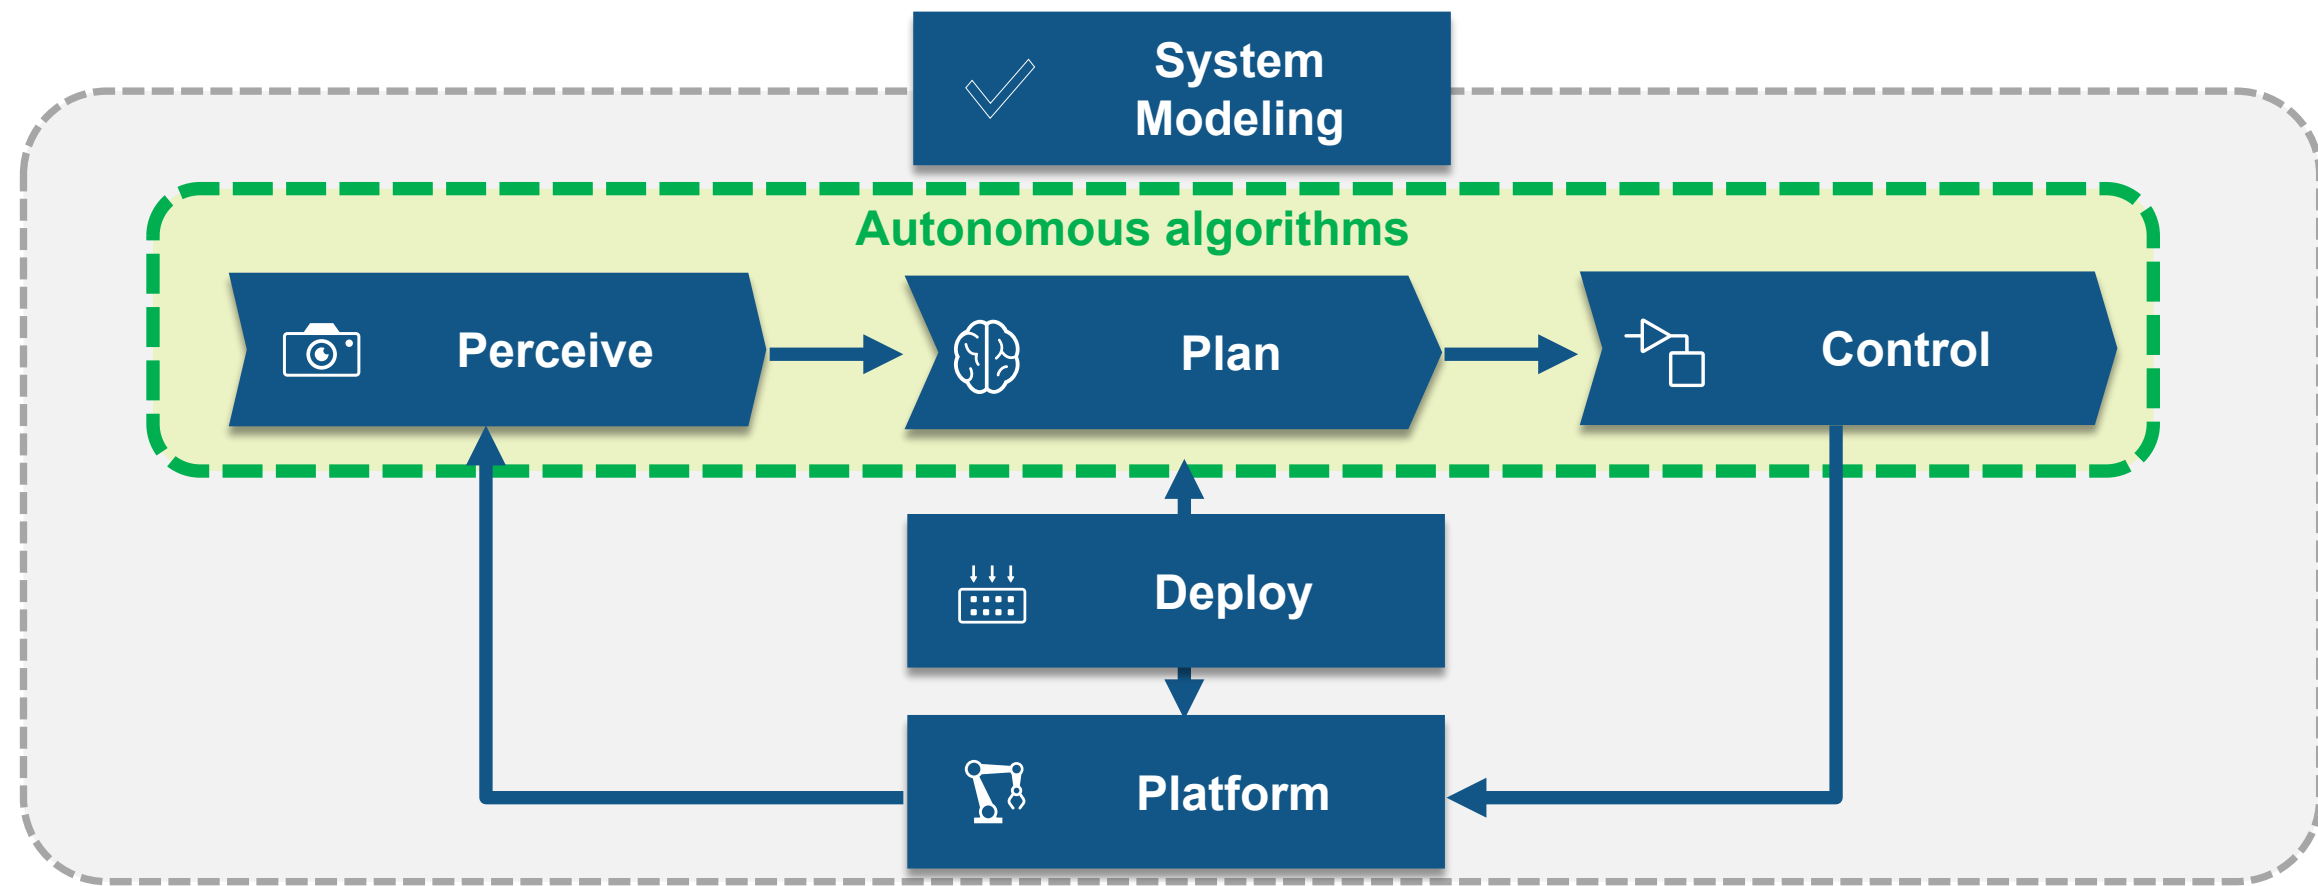 System
Modeling
Autonomous algorithms
Perceive
Plan
Control
Deploy
Platform